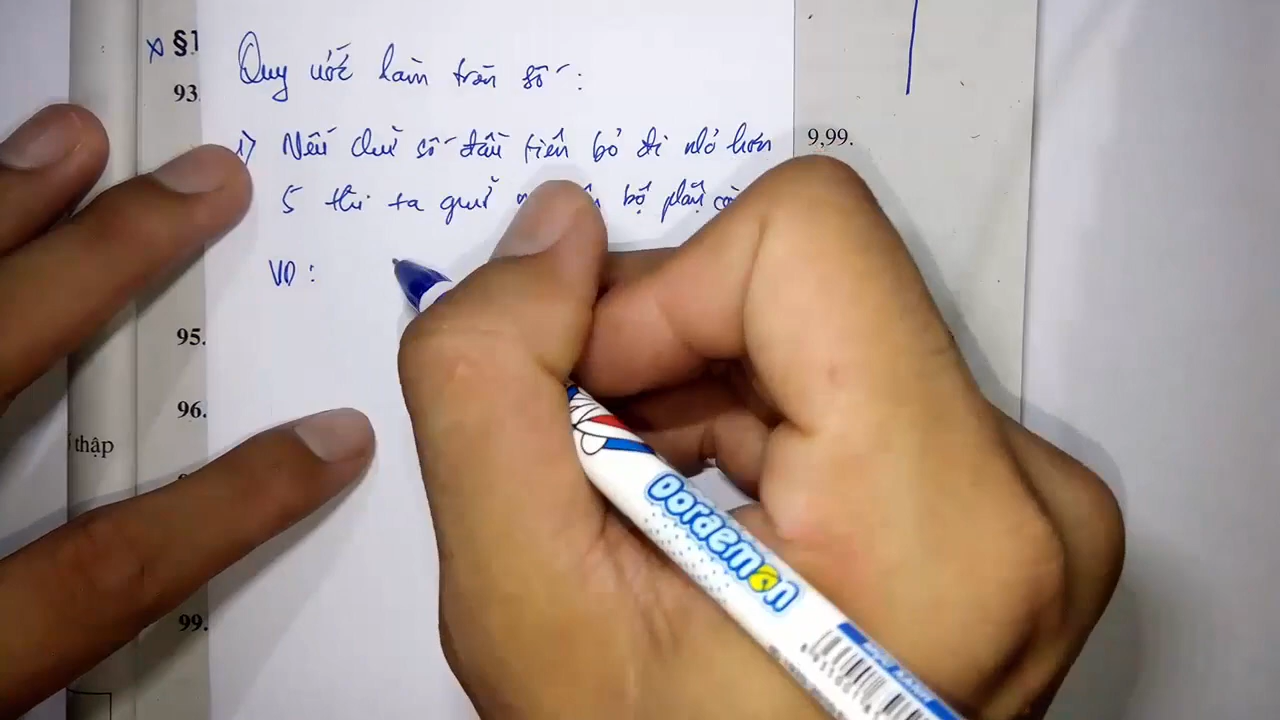 §1
Quy ước làm tròn số:
93.
1) Nếu chữ số đầu tiên bỏ đi nhỏ hơn
9,99.
5 thì ta giữ bộ phận
VD:
95.
96.
thập
99.
Doraemon